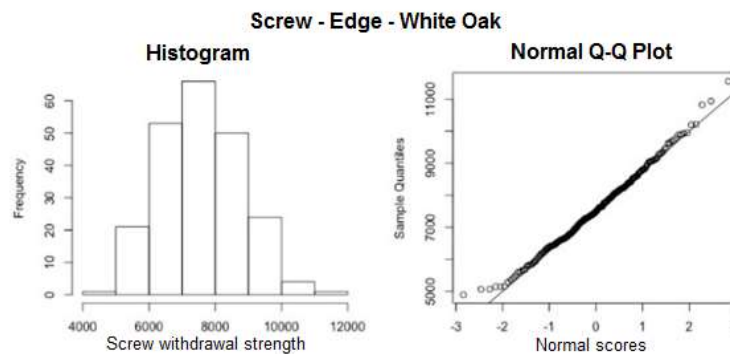 Screw - Edge - White Oak
Histogram
Frequency
0 10 20 30 40 50 60
4000 6000 8000 10000 12000
Screw withdrawal strength
Normal Q-Q Plot
Sample Quantiles
5000 7000 9000 11000
-3 -2 -1 0 1 2 3
Normal scores